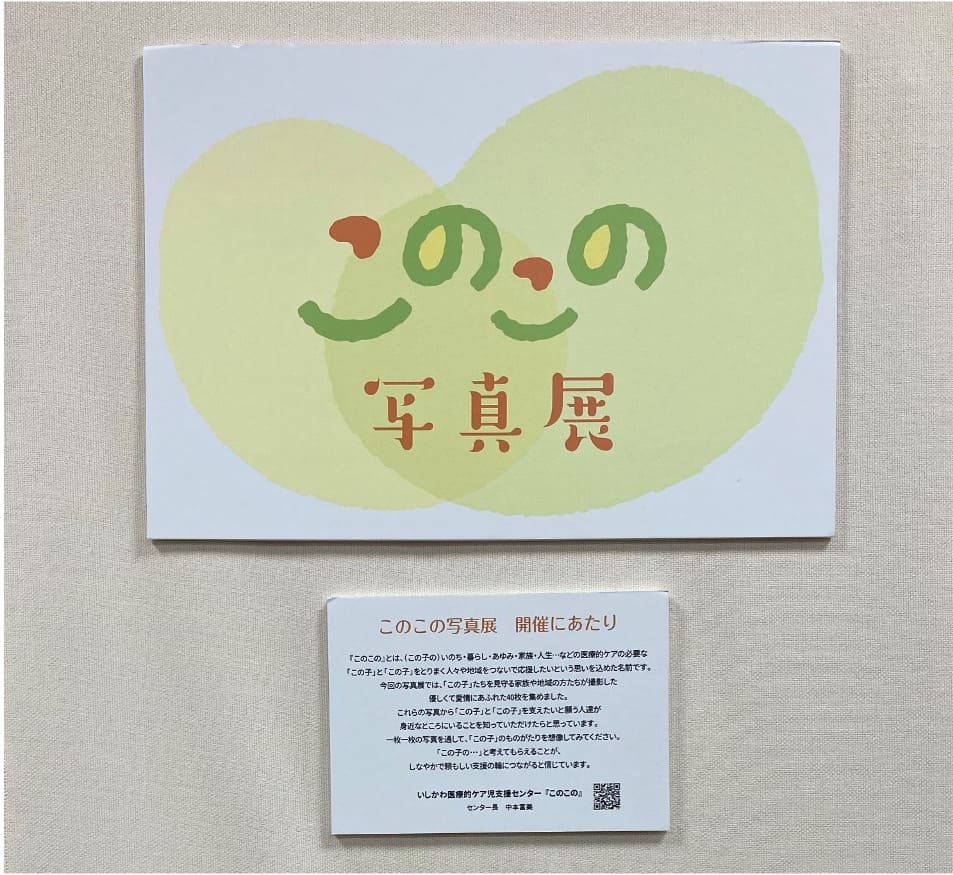 このこの
写真展
このこの写真展　開催にあたり
『このこの』とは、（この子の）いのち・暮らし・あゆみ・家族・人生…などの医療的ケアの必要な
「この子」と「この子」をとりまく人々や地域をつないで応援したいという思いを込めた名前です。
今回の写真展では、「この子」たちを見守る家族や地域の方たちが撮影した
優しくて愛情にあふれた40枚を集めました。
これらの写真から「この子」と「この子」を支えたいと願う人達が
身近なところにいることを知っていただけたらと思っています。
一枚一枚の写真を通して、「この子」のものがたりを想像してみてください。
「この子の…」と考えてもらえることが、
しなやかで頼もしい支援の輪につながると信じています。
いしかわ医療的ケア児支援センター『このこの』
センター長　中本富美